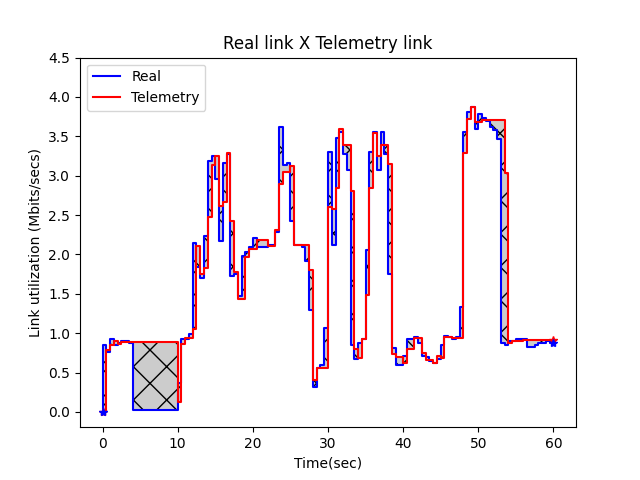 Real link X Telemetry link
Real
Telemetry
Link utilization (Mbits/secs)
4.5
4.0
3.5
3.0
2.5
2.0
1.5
1.0
0.5
0.0
0 10 20 30 40 50 60
Time(sec)